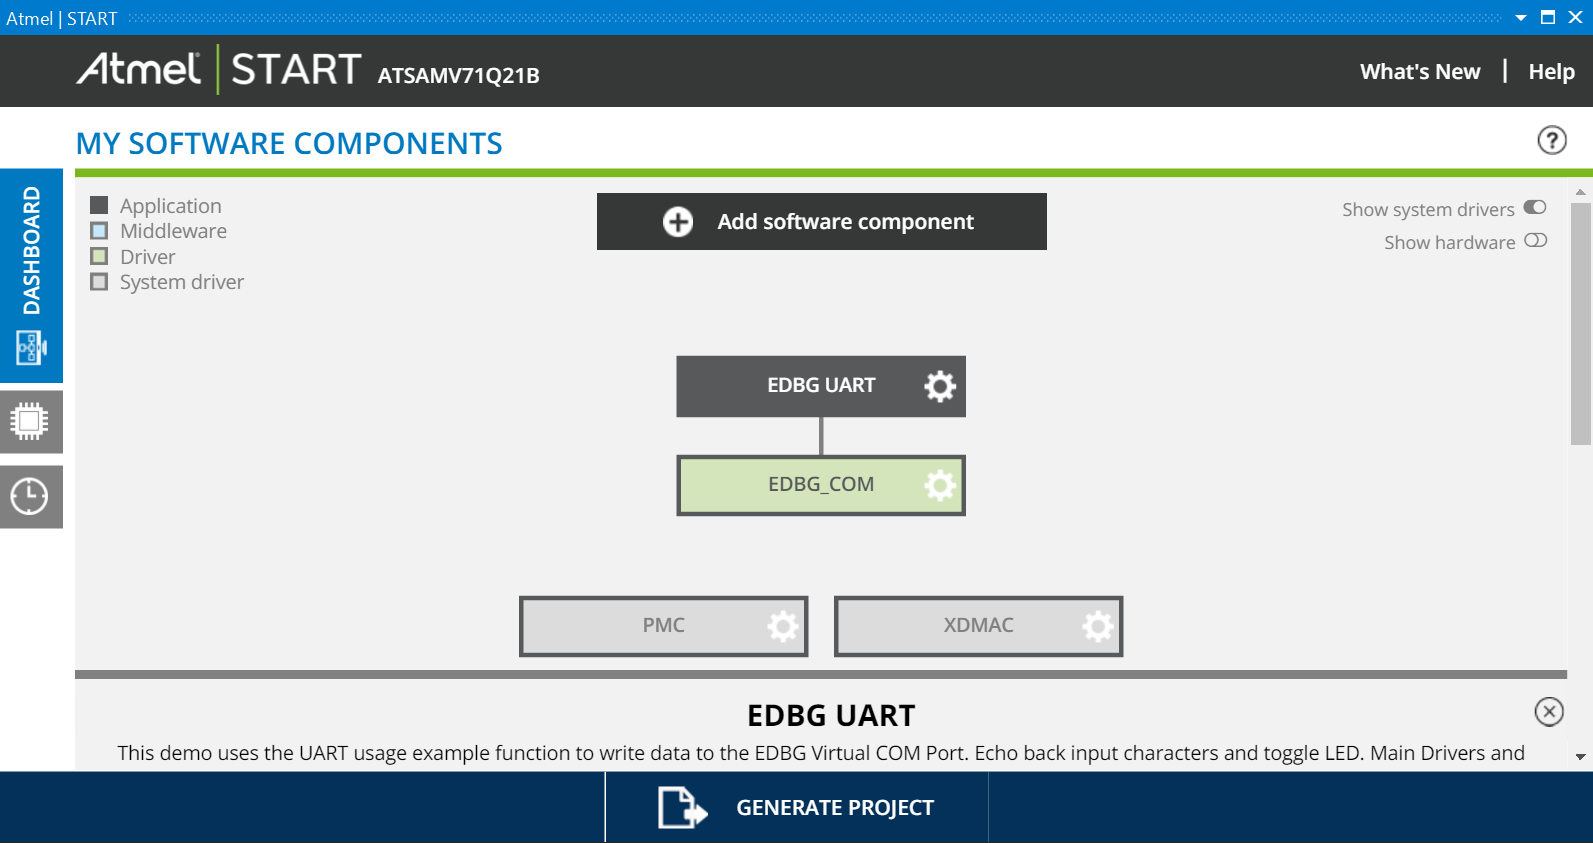 Atmel | START
Atmel | START ATSAMV71Q21B
What's New | Help
MY SOFTWARE COMPONENTS
DASHBOARD
Application
Middleware
Driver
System driver
Add software component
Show system drivers
Show hardware
EDBG UART
EDBG_COM
PMC
XDMAC
EDBG UART
This demo uses the UART usage example function to write data to the EDBG Virtual COM Port. Echo back input characters and toggle LED. Main Drivers and
GENERATE PROJECT